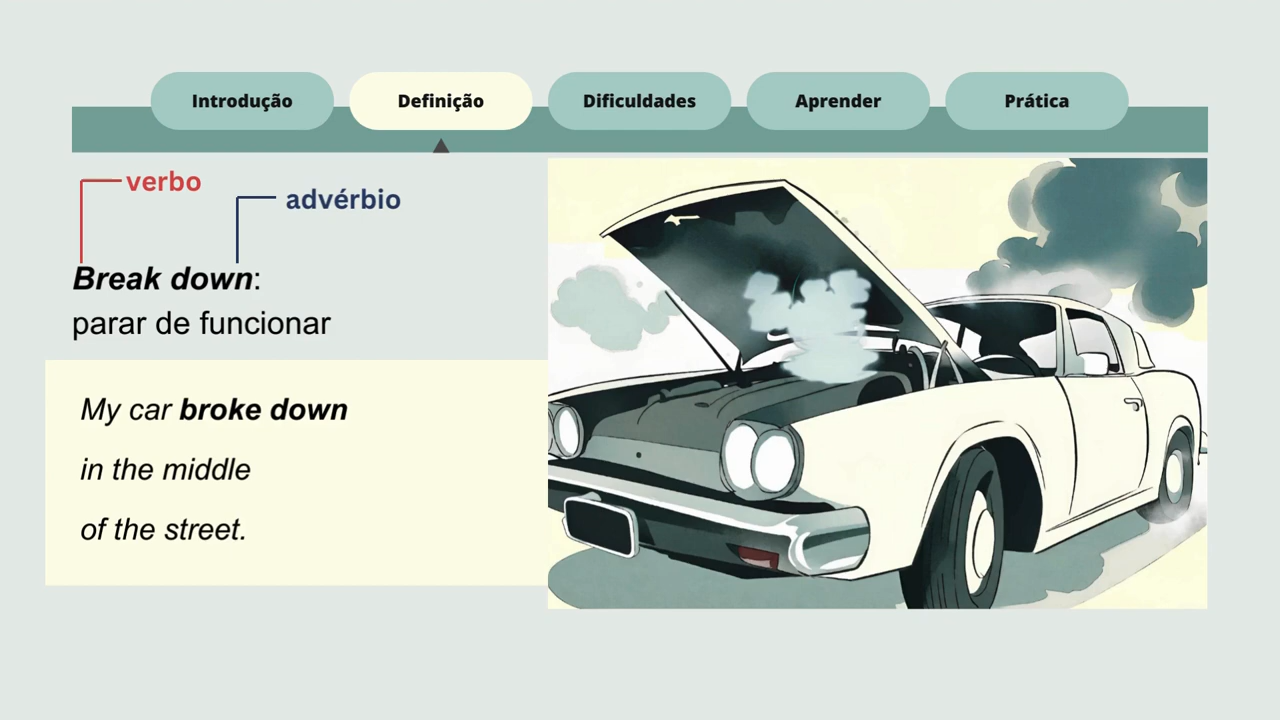 Introdução
Definição
Dificuldades
Aprender
Prática
verbo
advérbio
Break down:
parar de funcionar
My car broke down
in the middle
of the street.